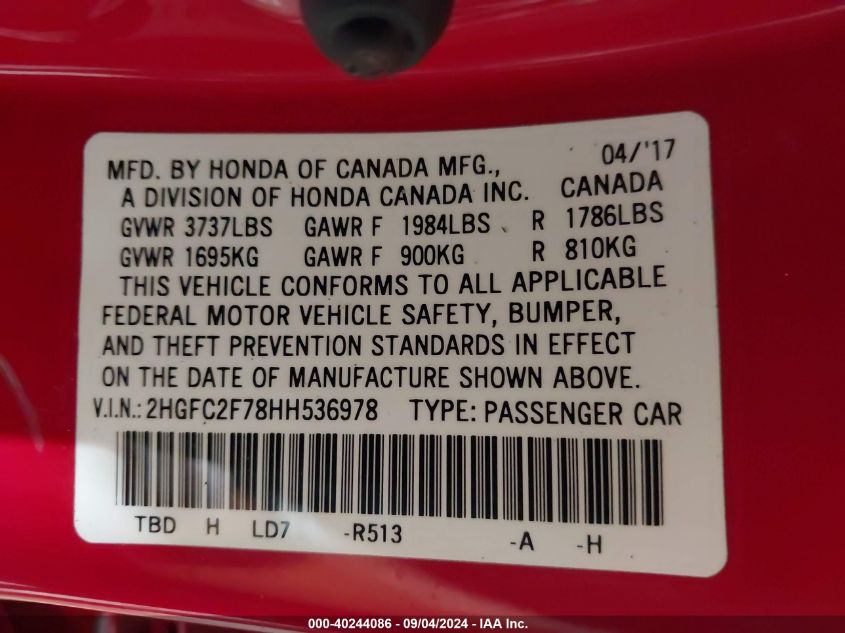 MFD. BY HONDA OF CANADA MFG., 04/'17
A DIVISION OF HONDA CANADA INC. CANADA
GVWR 3737LBS GAWR F 1984LBS R 1786LBS
GVWR 1695KG GAWR F 900KG R 810KG
THIS VEHICLE CONFORMS TO ALL APPLICABLE
FEDERAL MOTOR VEHICLE SAFETY, BUMPER,
AND THEFT PREVENTION STANDARDS IN EFFECT
ON THE DATE OF MANUFACTURE SHOWN ABOVE.
V.I.N.: 2HGFC2F78HH536978 TYPE: PASSENGER CAR
TBD H LD7 -R513 -A -H
000-40244086 - 09/04/2024 - IAA Inc.